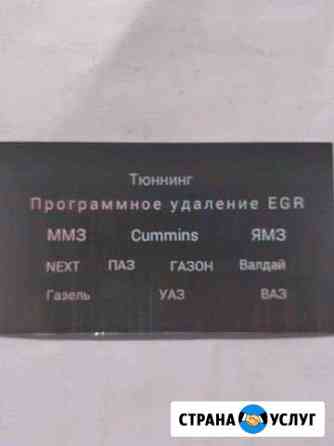 Тюннинг
Программное удаление EGR
ММЗ Cummins ЯМЗ
NEXT ПАЗ ГАЗОН Валдай
Газель УАЗ ВАЗ
СТРАНА УСЛУГ